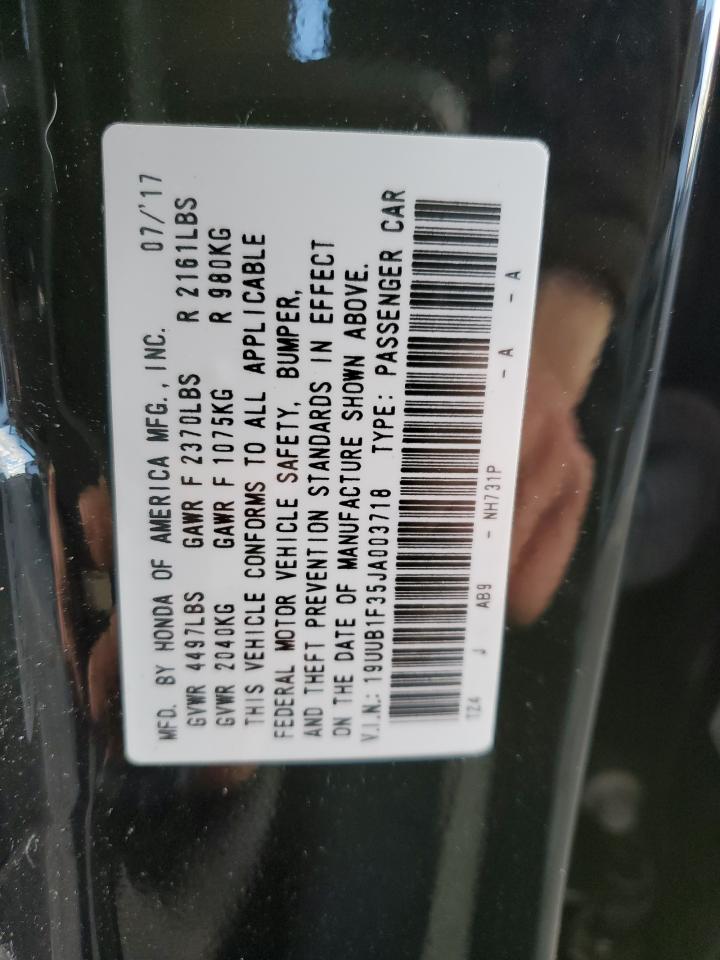 MFD. BY HONDA OF AMERICA MFG., INC. 07/'17
GVWR 4497LBS GAWR F 2370LBS R 2161LBS
GVWR 2040KG GAWR F 1075KG R 980KG
THIS VEHICLE CONFORMS TO ALL APPLICABLE
FEDERAL MOTOR VEHICLE SAFETY, BUMPER,
AND THEFT PREVENTION STANDARDS IN EFFECT
ON THE DATE OF MANUFACTURE SHOWN ABOVE.
V.I.N.: 19UUB1F35JA003718 TYPE: PASSENGER CAR
TZ4 J AB9 - NH731P - A - A